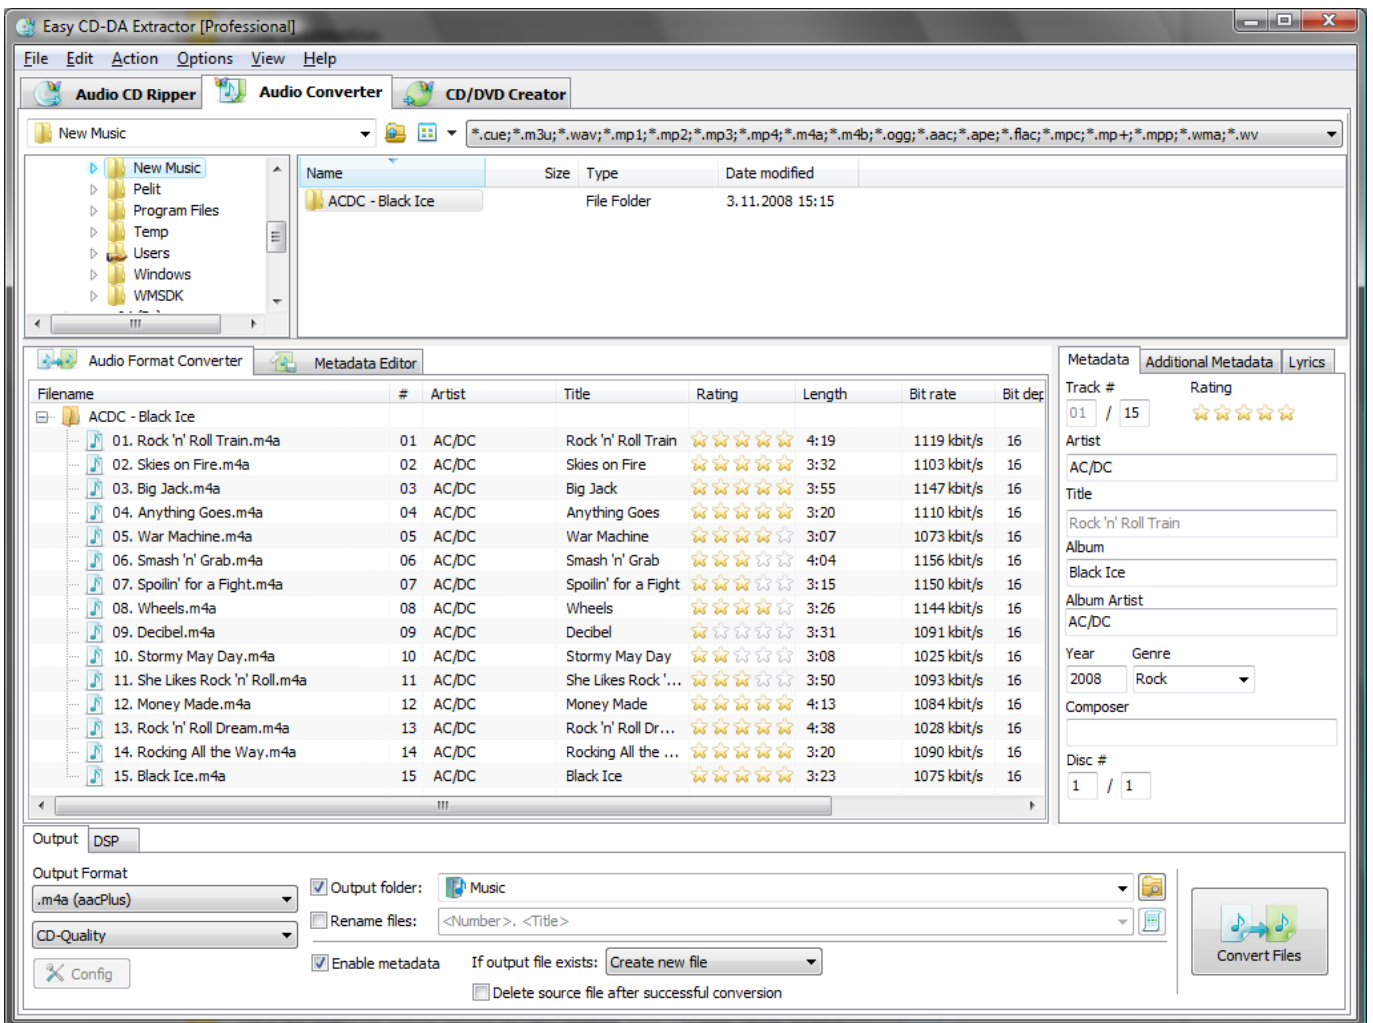 Easy CD-DA Extractor [Professional]
File Edit Action Options View Help
Audio CD Ripper Audio Converter CD/DVD Creator
New Music *.cue;*.m3u;*.wav;*.mp1;*.mp2;*.mp3;*.mp4;*.m4a;*.m4b;*.ogg;*.aac;*.ape;*.flac;*.mpc;*.mp+;*.mpp;*.wma;*.wv
New Music
Pelit
Program Files
Temp
Users
Windows
WMSDK
Name Size Type Date modified
ACDC - Black Ice File Folder 3.11.2008 15:15
Audio Format Converter Metadata Editor
Filename # Artist Title Rating Length Bit rate Bit dep
ACDC - Black Ice
01. Rock 'n' Roll Train.m4a 01 AC/DC Rock 'n' Roll Train 4:19 1119 kbit/s 16
02. Skies on Fire.m4a 02 AC/DC Skies on Fire 3:32 1103 kbit/s 16
03. Big Jack.m4a 03 AC/DC Big Jack 3:55 1147 kbit/s 16
04. Anything Goes.m4a 04 AC/DC Anything Goes 3:20 1110 kbit/s 16
05. War Machine.m4a 05 AC/DC War Machine 3:07 1073 kbit/s 16
06. Smash 'n' Grab.m4a 06 AC/DC Smash 'n' Grab 4:04 1156 kbit/s 16
07. Spoilin' for a Fight.m4a 07 AC/DC Spoilin' for a Fight 3:15 1150 kbit/s 16
08. Wheels.m4a 08 AC/DC Wheels 3:26 1144 kbit/s 16
09. Decibel.m4a 09 AC/DC Decibel 3:31 1091 kbit/s 16
10. Stormy May Day.m4a 10 AC/DC Stormy May Day 3:08 1025 kbit/s 16
11. She Likes Rock 'n' Roll.m4a 11 AC/DC She Likes Rock '... 3:50 1093 kbit/s 16
12. Money Made.m4a 12 AC/DC Money Made 4:13 1084 kbit/s 16
13. Rock 'n' Roll Dream.m4a 13 AC/DC Rock 'n' Roll Dr... 4:38 1028 kbit/s 16
14. Rocking All the Way.m4a 14 AC/DC Rocking All the ... 3:20 1090 kbit/s 16
15. Black Ice.m4a 15 AC/DC Black Ice 3:23 1075 kbit/s 16
Metadata Additional Metadata Lyrics
Track # Rating
01 / 15
Artist
AC/DC
Title
Rock 'n' Roll Train
Album
Black Ice
Album Artist
AC/DC
Year Genre
2008 Rock
Composer
Disc #
1 / 1
Output DSP
Output Format
.m4a (aacPlus)
CD-Quality
Config
Output folder: Music
Rename files: <Number>. <Title>
Enable metadata If output file exists: Create new file
Delete source file after successful conversion
Convert Files